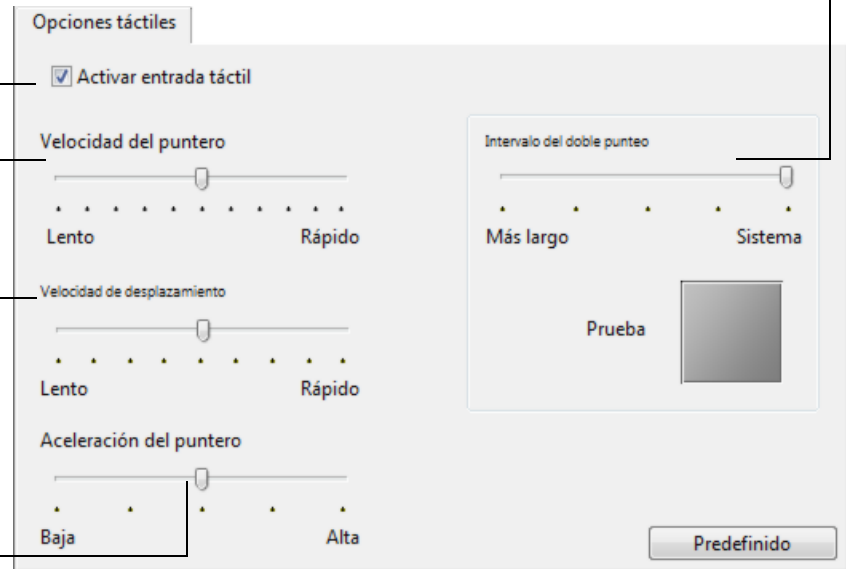 Opciones táctiles
Activar entrada táctil
Velocidad del puntero
Lento Rápido
Velocidad de desplazamiento
Lento Rápido
Aceleración del puntero
Baja Alta
Intervalo del doble punteo
Más largo Sistema
Prueba
Predefinido